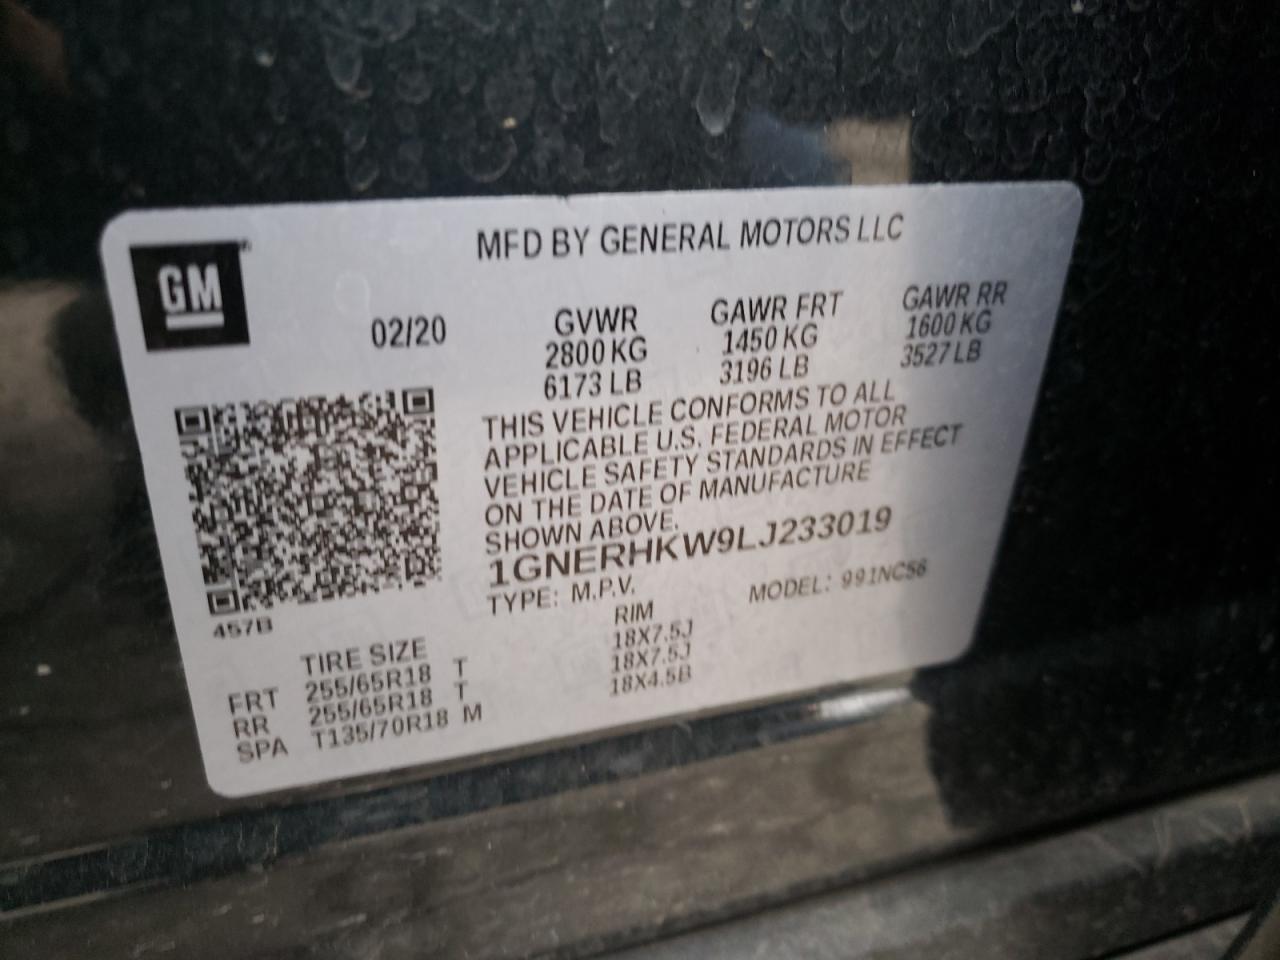 MFD BY GENERAL MOTORS LLC
GM
02/20
GVWR GAWR FRT GAWR RR
2800 KG 1450 KG 1600 KG
6173 LB 3196 LB 3527 LB
THIS VEHICLE CONFORMS TO ALL
APPLICABLE U.S. FEDERAL MOTOR
VEHICLE SAFETY STANDARDS IN EFFECT
ON THE DATE OF MANUFACTURE
SHOWN ABOVE.
1GNERHKW9LJ233019
TYPE: M.P.V. MODEL: 991NC56
457B
TIRE SIZE RIM
FRT 255/65R18 T 18X7.5J
RR 255/65R18 T 18X7.5J
SPA T135/70R18 M 18X4.5B